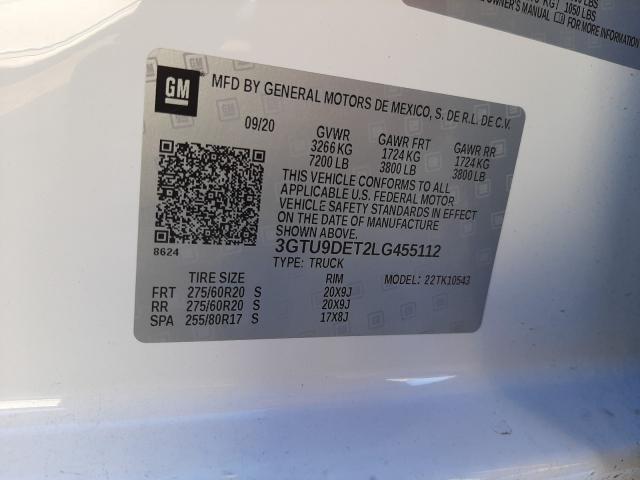 1050 LBS
OWNER'S MANUAL FOR MORE INFORMATION
GM
MFD BY GENERAL MOTORS DE MEXICO, S. DE R.L. DE C.V.
09/20 GVWR GAWR FRT GAWR RR
3266 KG 1724 KG 1724 KG
7200 LB 3800 LB 3800 LB
THIS VEHICLE CONFORMS TO ALL
APPLICABLE U.S. FEDERAL MOTOR
VEHICLE SAFETY STANDARDS IN EFFECT
ON THE DATE OF MANUFACTURE
SHOWN ABOVE.
8624
3GTU9DET2LG455112
TYPE: TRUCK
TIRE SIZE RIM MODEL: 22TK10543
FRT 275/60R20 S 20X9J
RR 275/60R20 S 20X9J
SPA 255/80R17 S 17X8J